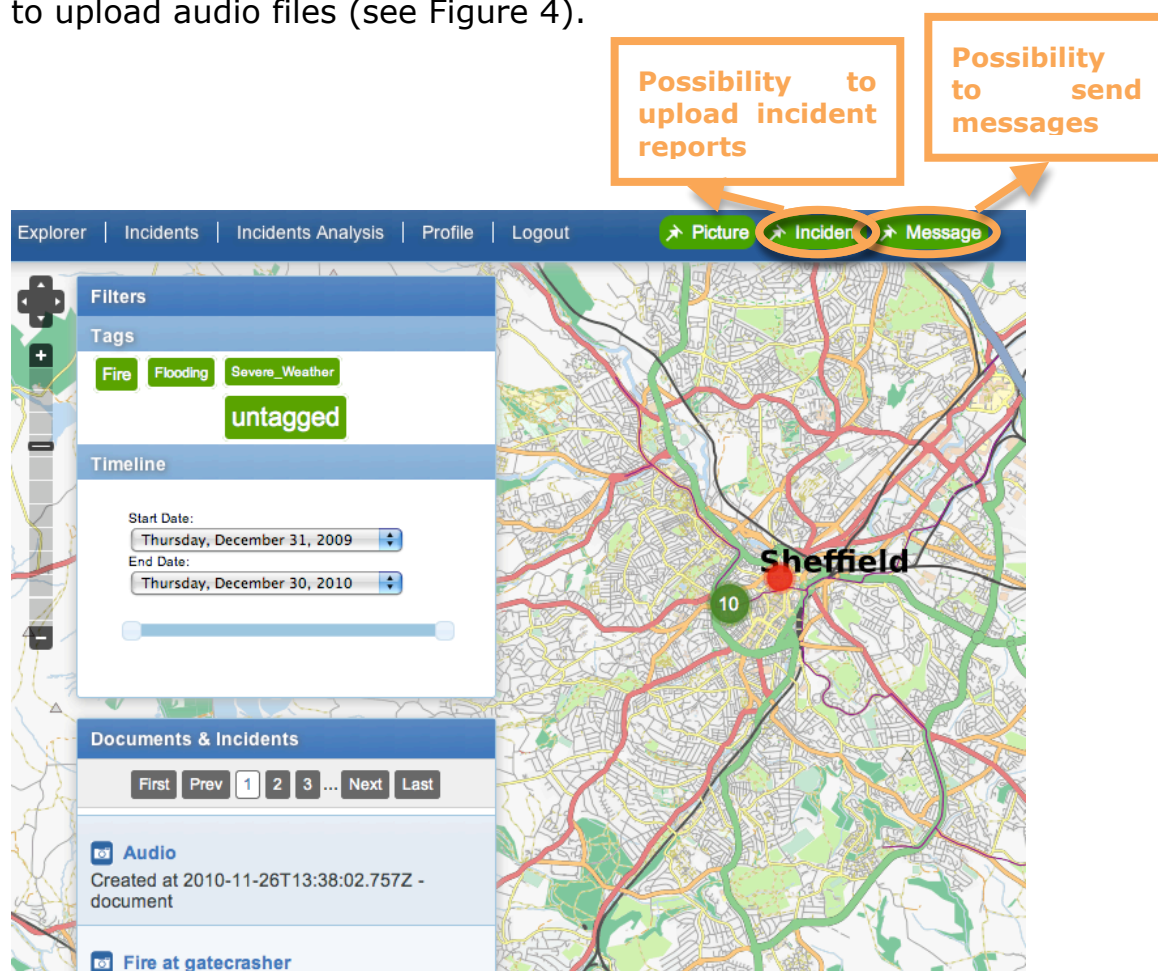 to upload audio files (see Figure 4).
Possibility to
upload incident
reports
Possibility
to send
messages
Explorer | Incidents | Incidents Analysis | Profile | Logout
Picture
Inciden
Message
Filters
Tags
Fire
Flooding
Severe_Weather
untagged
Timeline
Start Date:
Thursday, December 31, 2009
End Date:
Thursday, December 30, 2010
Sheffield
10
Documents & Incidents
First Prev 1 2 3 ... Next Last
Audio
Created at 2010-11-26T13:38:02.757Z -
document
Fire at gatecrasher